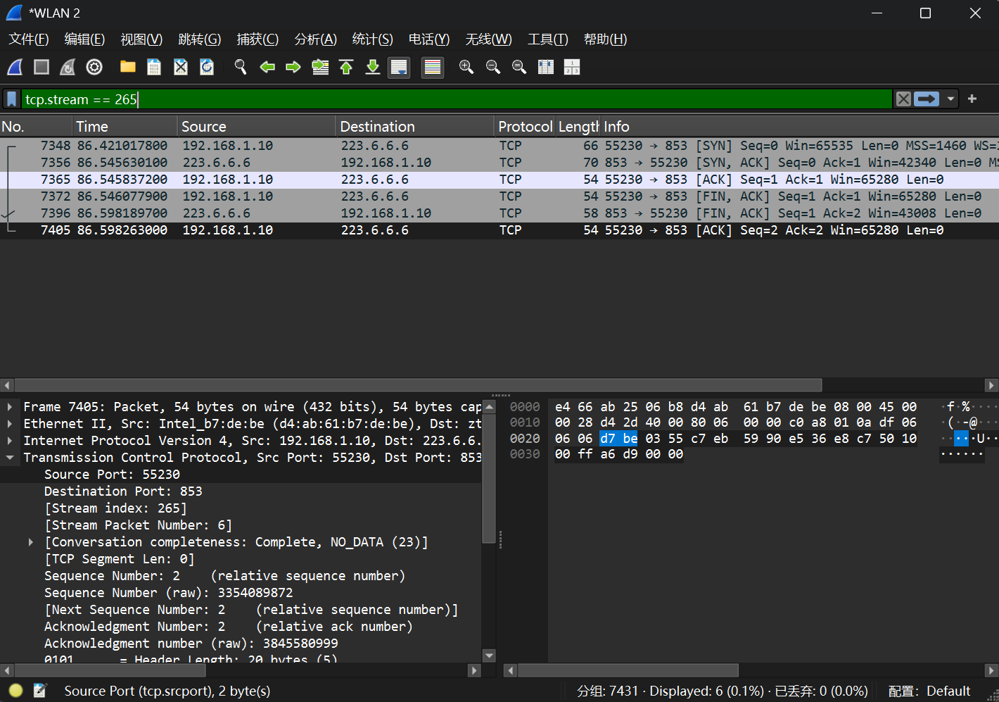 *WLAN 2
文件(F) 编辑(E) 视图(V) 跳转(G) 捕获(C) 分析(A) 统计(S) 电话(Y) 无线(W) 工具(T) 帮助(H)
tcp.stream == 265
No. Time Source Destination Protocol Length Info
7348 86.421017800 192.168.1.10 223.6.6.6 TCP 66 55230 → 853 [SYN] Seq=0 Win=65535 Len=0 MSS=1460 WS=
7356 86.545630100 223.6.6.6 192.168.1.10 TCP 70 853 → 55230 [SYN, ACK] Seq=0 Ack=1 Win=42340 Len=0 MS
7365 86.545837200 192.168.1.10 223.6.6.6 TCP 54 55230 → 853 [ACK] Seq=1 Ack=1 Win=65280 Len=0
7372 86.546077900 192.168.1.10 223.6.6.6 TCP 54 55230 → 853 [FIN, ACK] Seq=1 Ack=1 Win=65280 Len=0
7396 86.598189700 223.6.6.6 192.168.1.10 TCP 58 853 → 55230 [FIN, ACK] Seq=1 Ack=2 Win=43008 Len=0
7405 86.598263000 192.168.1.10 223.6.6.6 TCP 54 55230 → 853 [ACK] Seq=2 Ack=2 Win=65280 Len=0
Frame 7405: Packet, 54 bytes on wire (432 bits), 54 bytes cap
Ethernet II, Src: Intel_b7:de:be (d4:ab:61:b7:de:be), Dst: zt
Internet Protocol Version 4, Src: 192.168.1.10, Dst: 223.6.6.
Transmission Control Protocol, Src Port: 55230, Dst Port: 853
Source Port: 55230
Destination Port: 853
[Stream index: 265]
[Stream Packet Number: 6]
[Conversation completeness: Complete, NO_DATA (23)]
[TCP Segment Len: 0]
Sequence Number: 2 (relative sequence number)
Sequence Number (raw): 3354089872
[Next Sequence Number: 2 (relative sequence number)]
Acknowledgment Number: 2 (relative ack number)
Acknowledgment number (raw): 3845580999
0101 .... = Header Length: 20 bytes (5)
0000 e4 66 ab 25 06 b8 d4 ab 61 b7 de be 08 00 45 00 ·f·%····
0010 00 28 d4 2d 40 00 80 06 00 00 c0 a8 01 0a df 06 ·(·-@···
0020 06 06 d7 be 03 55 c7 eb 59 90 e5 36 e8 c7 50 10 ·····U··
0030 00 ff a6 d9 00 00 ······
Source Port (tcp.srcport), 2 byte(s)
分组: 7431 · Displayed: 6 (0.1%) · 已丢弃: 0 (0.0%)
配置: Default